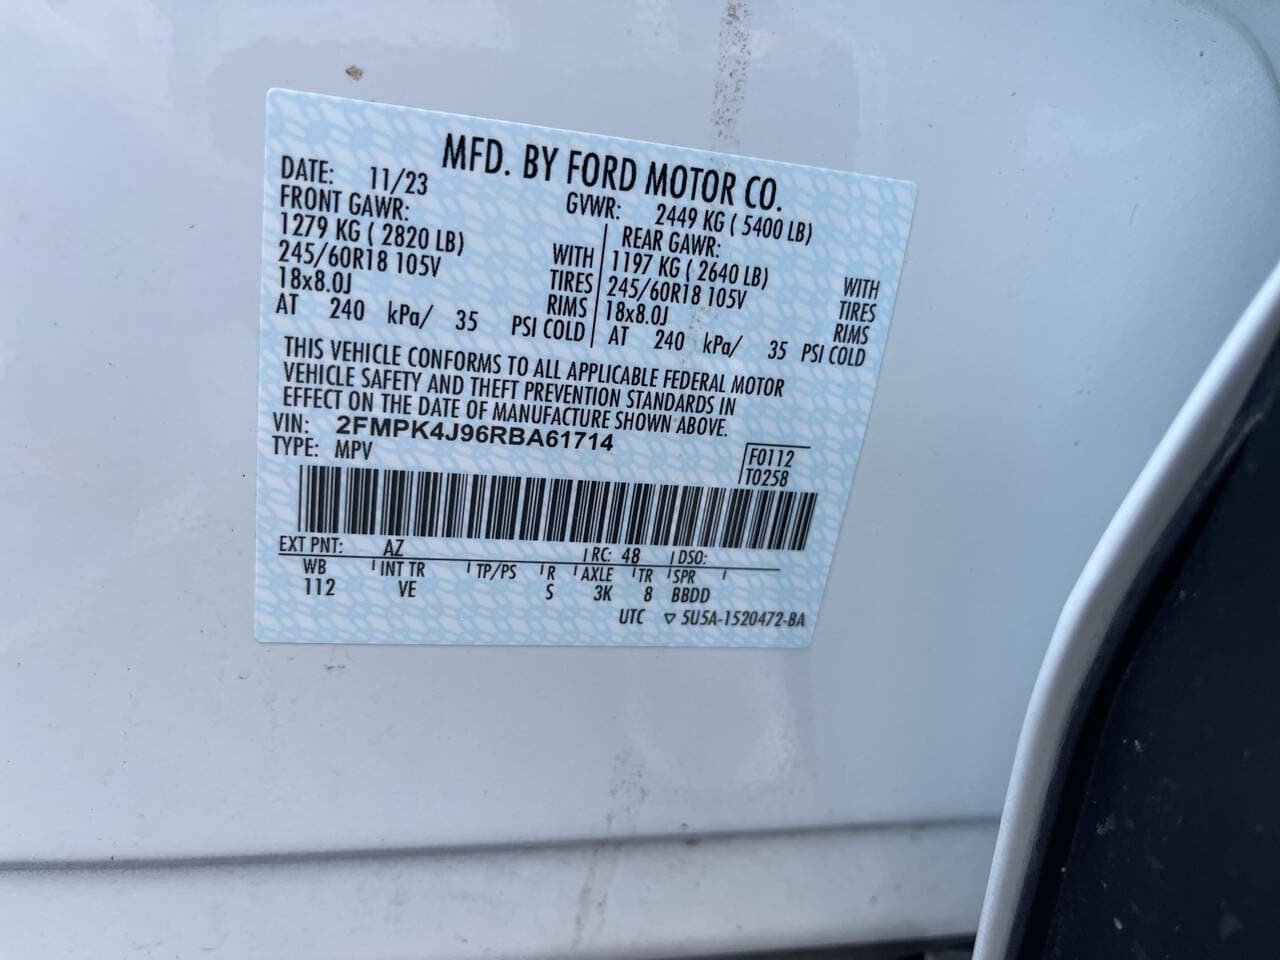 MFD. BY FORD MOTOR CO.
DATE: 11/23 GVWR: 2449 KG ( 5400 LB)
FRONT GAWR: REAR GAWR:
1279 KG ( 2820 LB) WITH 1197 KG ( 2640 LB) WITH
245/60R18 105V TIRES 245/60R18 105V TIRES
18x8.0J RIMS 18x8.0J RIMS
AT 240 kPa/ 35 PSI COLD AT 240 kPa/ 35 PSI COLD
THIS VEHICLE CONFORMS TO ALL APPLICABLE FEDERAL MOTOR
VEHICLE SAFETY AND THEFT PREVENTION STANDARDS IN
EFFECT ON THE DATE OF MANUFACTURE SHOWN ABOVE.
VIN: 2FMPK4J96RBA61714
TYPE: MPV
F0112
T0258
EXT PNT: AZ RC: 48 DSO:
WB INT TR TP/PS R AXLE TR SPR
112 VE S 3K 8 BBDD
UTC ▽ 5U5A-1520472-BA